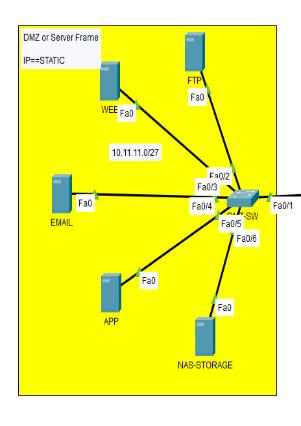 DMZ or Server Frame
IP==STATIC
FTP
Fa0
WEB
Fa0
10.11.11.0/27
Fa0/2
Fa0/3
Fa0
Fa0/4
Fa0/1
EMAIL
Fa0/5
Fa0/6
Fa0
APP
Fa0
NAS-STORAGE